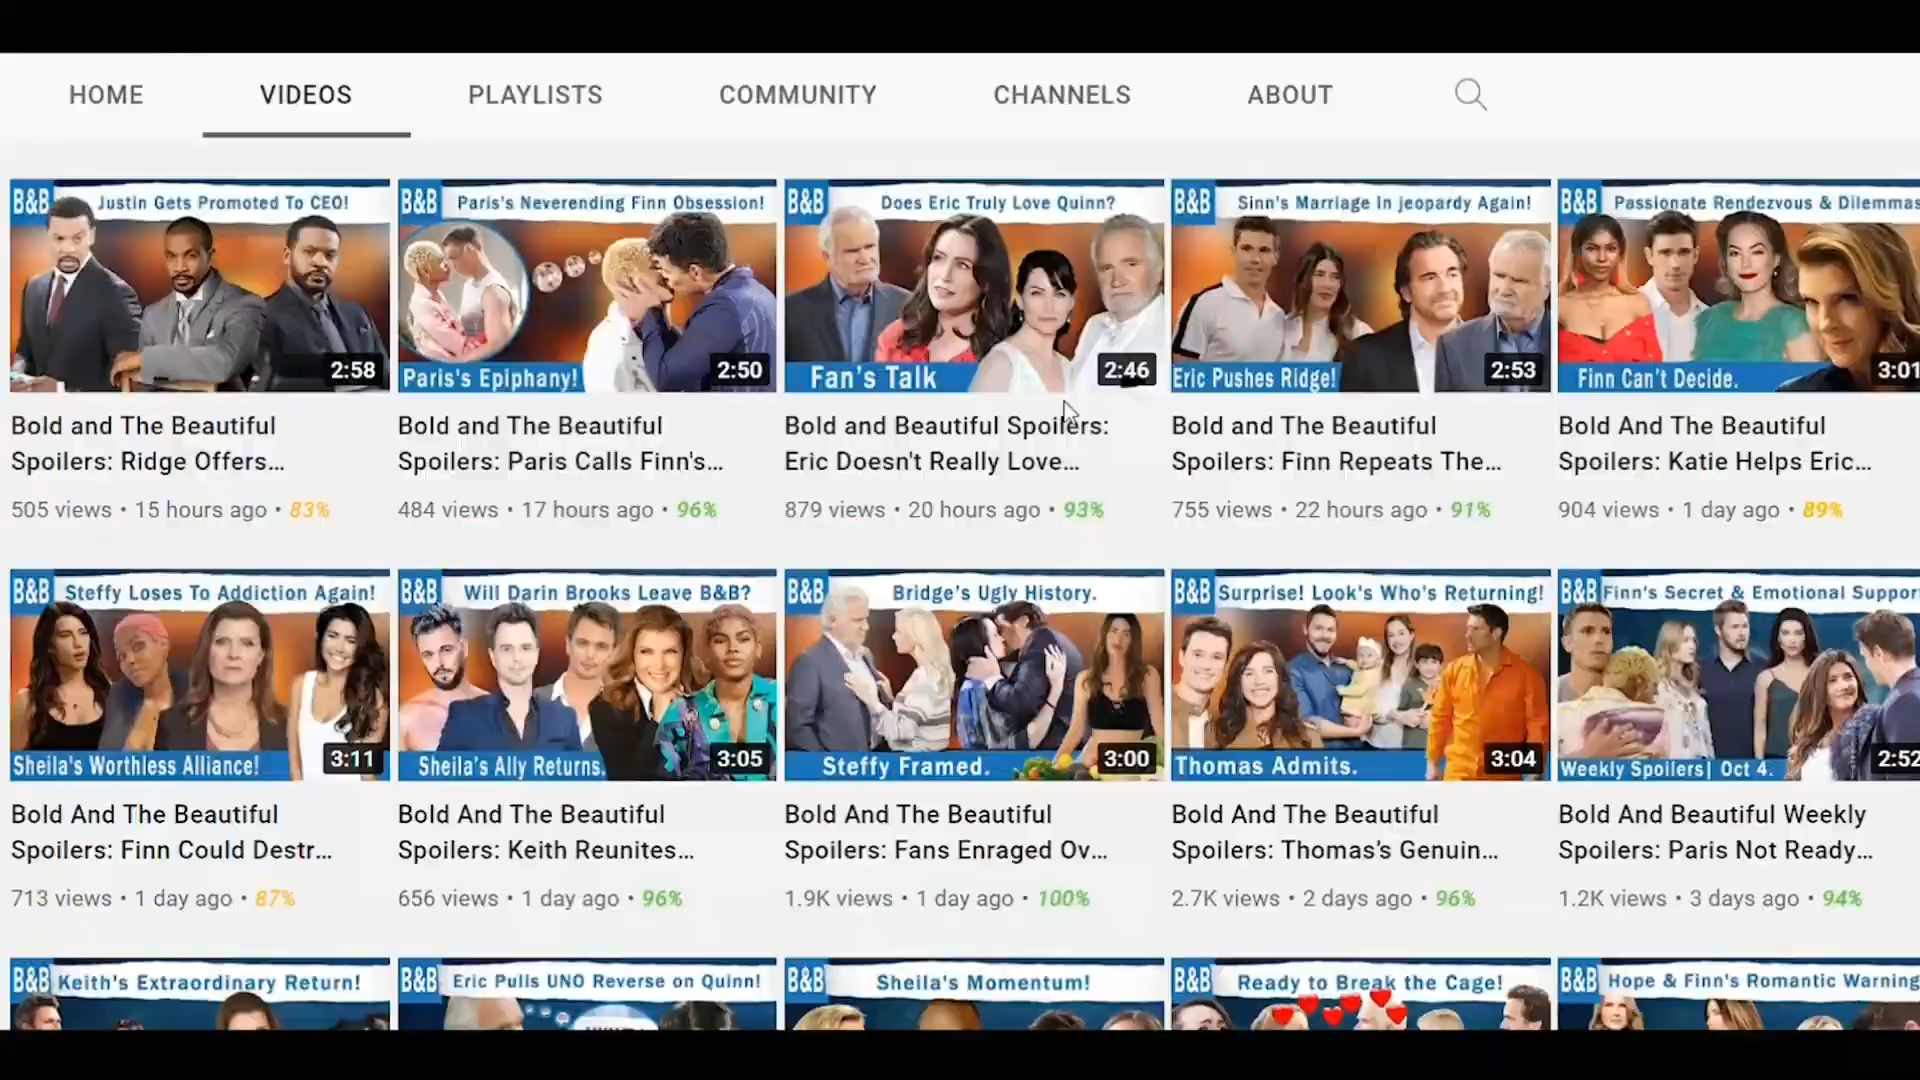 HOME VIDEOS PLAYLISTS COMMUNITY CHANNELS ABOUT
B&B Justin Gets Promoted To CEO!
2:58
Bold and The Beautiful
Spoilers: Ridge Offers...
505 views • 15 hours ago • 83%
B&B Paris's Neverending Finn Obsession!
Paris's Epiphany!
2:50
Bold and The Beautiful
Spoilers: Paris Calls Finn's...
484 views • 17 hours ago • 96%
B&B Does Eric Truly Love Quinn?
Fan's Talk
2:46
Bold and Beautiful Spoilers:
Eric Doesn't Really Love...
879 views • 20 hours ago • 93%
B&B Sinn's Marriage In Jeopardy Again!
Eric Pushes Ridge!
2:53
Bold and The Beautiful
Spoilers: Finn Repeats The...
755 views • 22 hours ago • 91%
B&B Passionate Rendezvous & Dilemmas
Finn Can't Decide.
3:01
Bold And The Beautiful
Spoilers: Katie Helps Eric...
904 views • 1 day ago • 89%
B&B Steffy Loses To Addiction Again!
Sheila's Worthless Alliance!
3:11
Bold And The Beautiful
Spoilers: Finn Could Destr...
713 views • 1 day ago • 87%
B&B Will Darin Brooks Leave B&B?
Sheila's Ally Returns.
3:05
Bold And The Beautiful
Spoilers: Keith Reunites...
656 views • 1 day ago • 96%
B&B Bridge's Ugly History.
Steffy Framed.
3:00
Bold And The Beautiful
Spoilers: Fans Enraged Ov...
1.9K views • 1 day ago • 100%
B&B Surprise! Look's Who's Returning!
Thomas Admits.
3:04
Bold And The Beautiful
Spoilers: Thomas's Genuin...
2.7K views • 2 days ago • 96%
B&B Finn's Secret & Emotional Suppor
Weekly Spoilers| Oct 4.
2:52
Bold And Beautiful Weekly
Spoilers: Paris Not Ready...
1.2K views • 3 days ago • 94%
B&B Keith's Extraordinary Return!
B&B Eric Pulls UNO Reverse on Quinn!
B&B Sheila's Momentum!
B&B Ready to Break the Cage!
B&B Hope & Finn's Romantic Warning